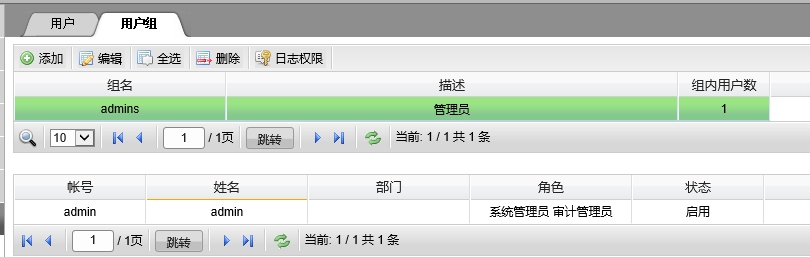 用户 用户组
添加 编辑 全选 删除 日志权限
组名 描述 组内用户数
admins 管理员 1
10 1 / 1页 跳转 当前: 1 / 1 共 1 条
帐号 姓名 部门 角色 状态
admin admin 系统管理员 审计管理员 启用
1 / 1页 跳转 当前: 1 / 1 共 1 条